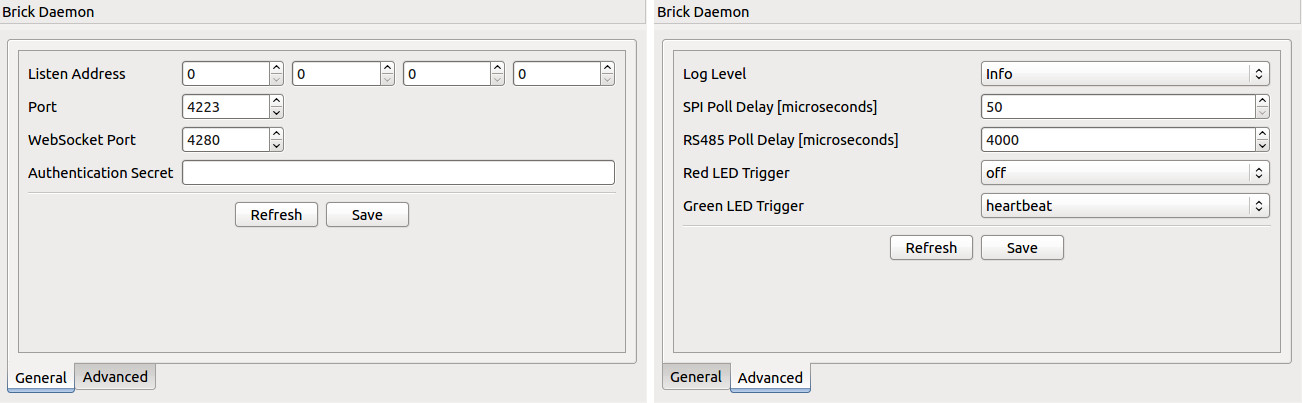 Brick Daemon
Listen Address 0 0 0 0
Port 4223
WebSocket Port 4280
Authentication Secret
Refresh Save
General Advanced
Brick Daemon
Log Level Info
SPI Poll Delay [microseconds] 50
RS485 Poll Delay [microseconds] 4000
Red LED Trigger off
Green LED Trigger heartbeat
Refresh Save
General Advanced